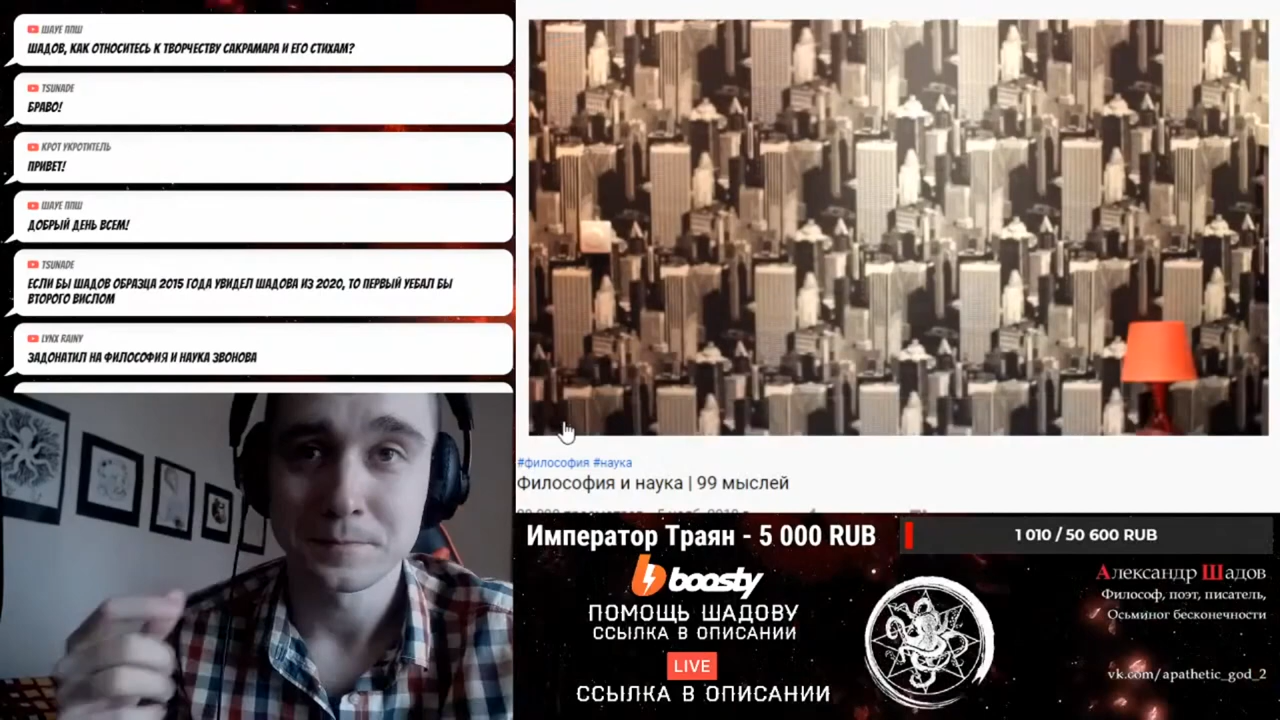 ШАУЕ ППШ
ШАДОВ, КАК ОТНОСИТЕСЬ К ТВОРЧЕСТВУ САКРАМАРА И ЕГО СТИХАМ?
TSUNADE
БРАВО!
КРОТ УКРОТИТЕЛЬ
ПРИВЕТ!
ШАУЕ ППШ
ДОБРЫЙ ДЕНЬ ВСЕМ!
TSUNADE
ЕСЛИ БЫ ШАДОВ ОБРАЗЦА 2015 ГОДА УВИДЕЛ ШАДОВА ИЗ 2020, ТО ПЕРВЫЙ УЕБАЛ БЫ
ВТОРОГО ВИСЛОМ
LYNX RAINY
ЗАДОНАТИЛ НА ФИЛОСОФИЯ И НАУКА ЗВОНОВА
#философия #наука
Философия и наука | 99 мыслей
Император Траян - 5 000 RUB
1 010 / 50 600 RUB
boosty
ПОМОЩЬ ШАДОВУ
ССЫЛКА В ОПИСАНИИ
LIVE
ССЫЛКА В ОПИСАНИИ
Александр Шадов
Философ, поэт, писатель,
Осьминог бесконечности
vk.com/apathetic_god_2